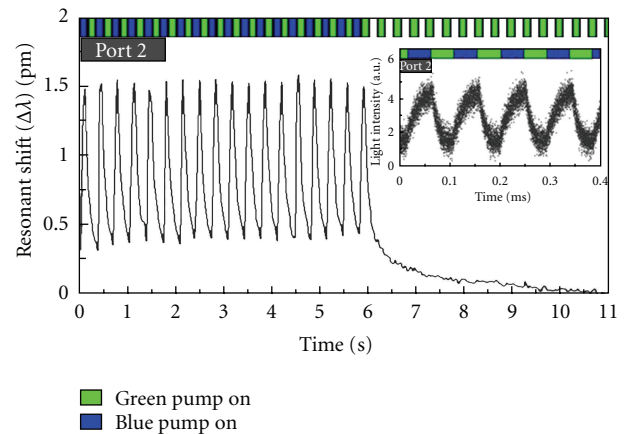 2
Port 2
1.5
1
0.5
0
Resonant shift (Δλ) (pm)
0 1 2 3 4 5 6 7 8 9 10 11
Time (s)
6
Port 2
4
2
0
Light intensity (a.u.)
0 0.1 0.2 0.3 0.4
Time (ms)
Green pump on
Blue pump on